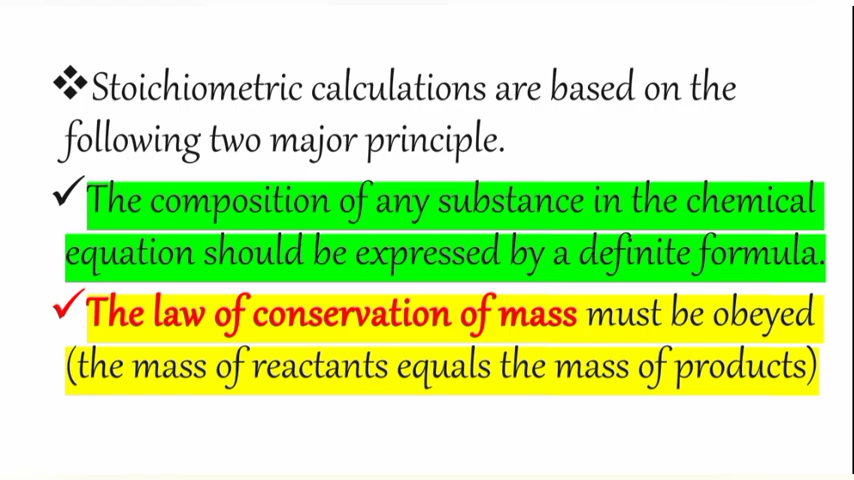 ❖Stoichiometric calculations are based on the
following two major principle.
✓The composition of any substance in the chemical
equation should be expressed by a definite formula.
✓The law of conservation of mass must be obeyed
(the mass of reactants equals the mass of products)